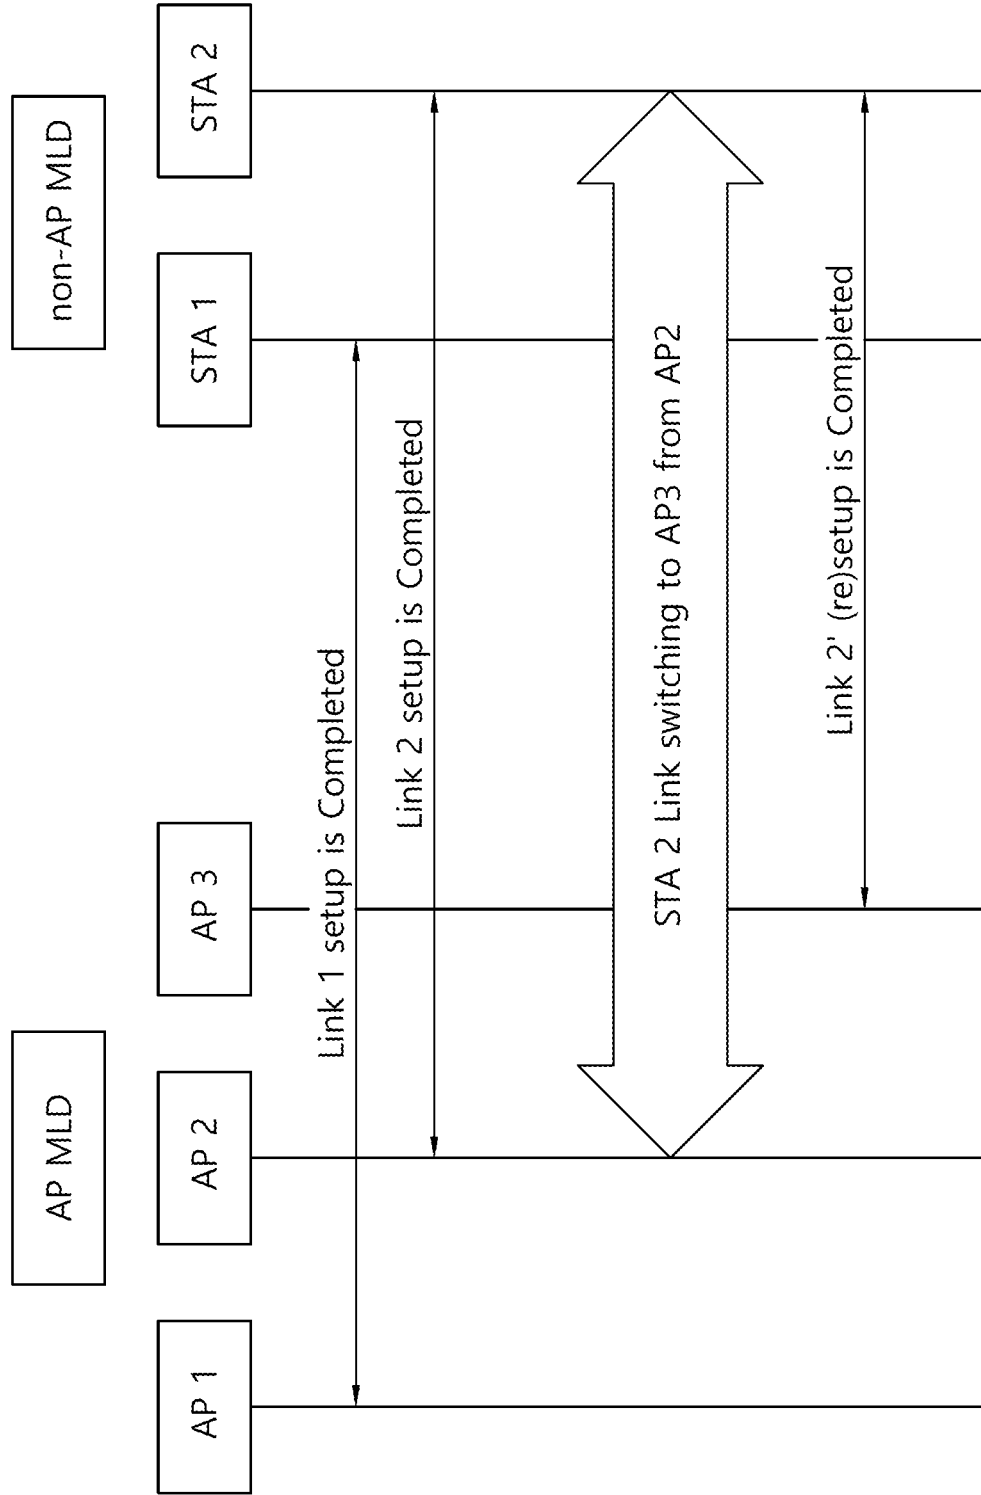 AP MLD
non-AP MLD
AP 1
AP 2
AP 3
STA 1
STA 2
Link 1 setup is Completed
Link 2 setup is Completed
STA 2 Link switching to AP3 from AP2
Link 2' (re)setup is Completed